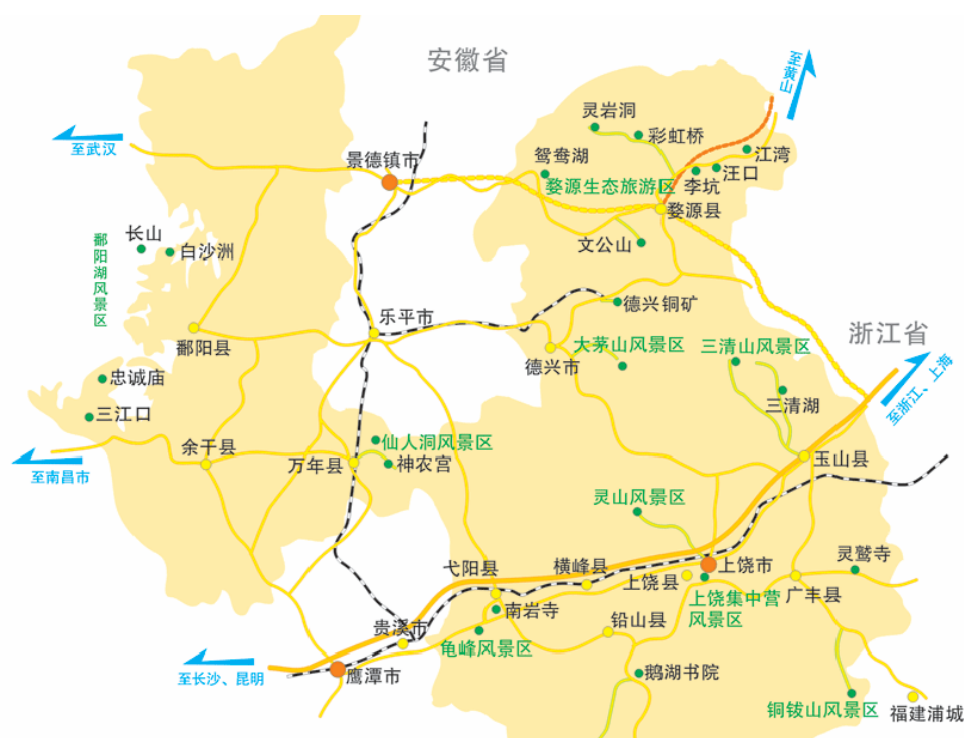 安徽省
至黄山
灵岩洞
彩虹桥
至武汉
江湾
景德镇市
鸳鸯湖
汪口
婺源生态旅游区
李坑
婺源县
长山
白沙洲
文公山
鄱阳湖风景区
德兴铜矿
乐平市
浙江省
鄱阳县
大茅山风景区
三清山风景区
德兴市
忠诚庙
至浙江、上海
三清湖
三江口
余干县
仙人洞风景区
玉山县
至南昌市
万年县
神农宫
灵山风景区
灵鹫寺
弋阳县
横峰县
上饶市
上饶县
广丰县
上饶集中营
风景区
南岩寺
贵溪市
铅山县
龟峰风景区
至长沙、昆明
鹰潭市
鹅湖书院
铜钹山风景区
福建浦城